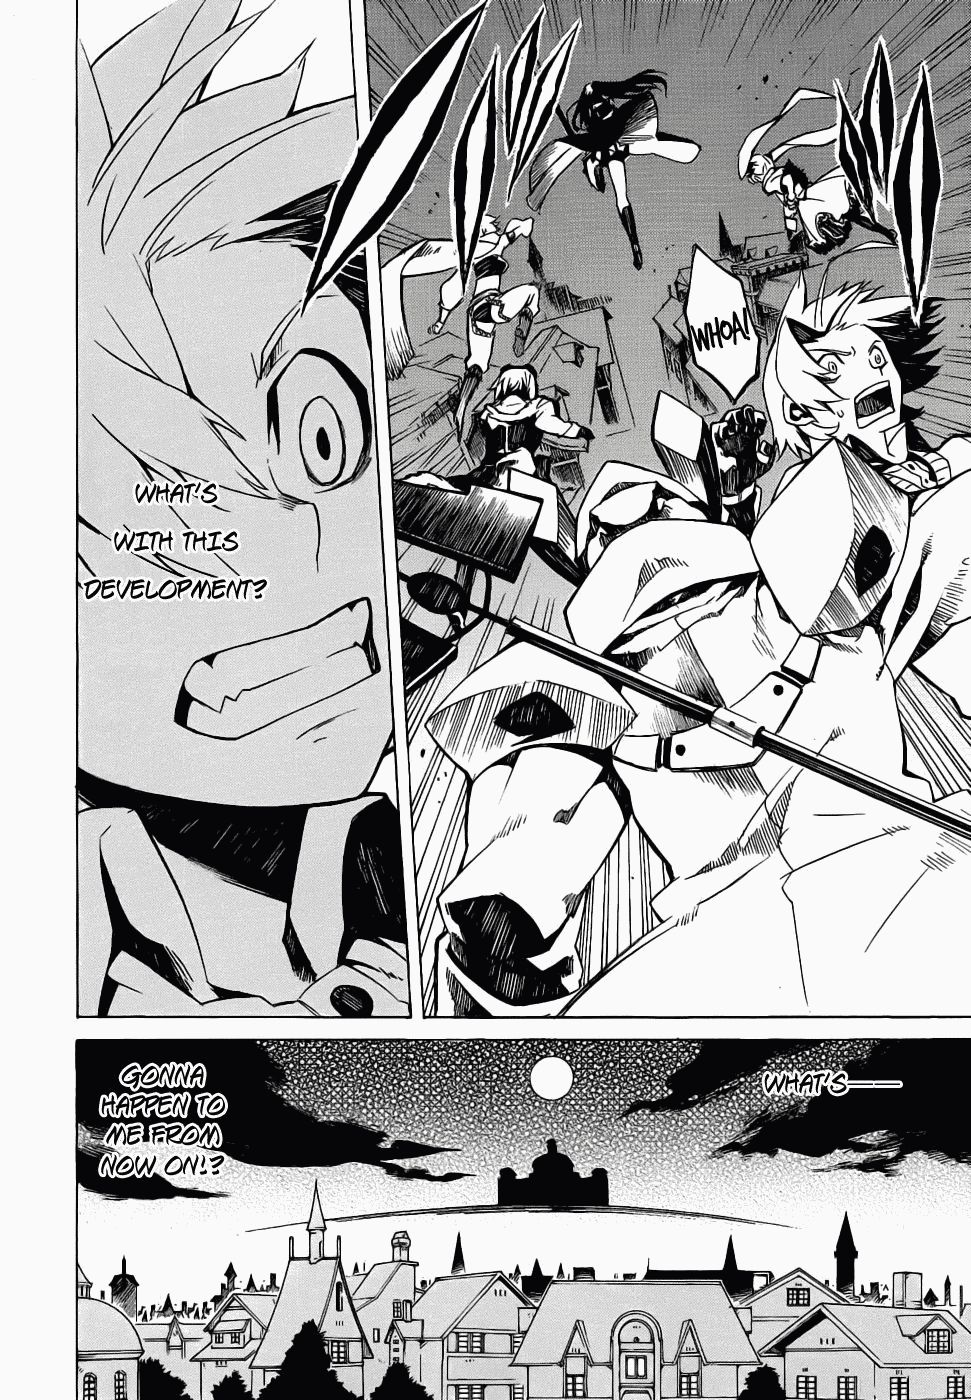 WHOA!
WHAT'S
WITH THIS
DEVELOPMENT?
WHAT'S——
GONNA
HAPPEN TO
ME FROM
NOW ON!?